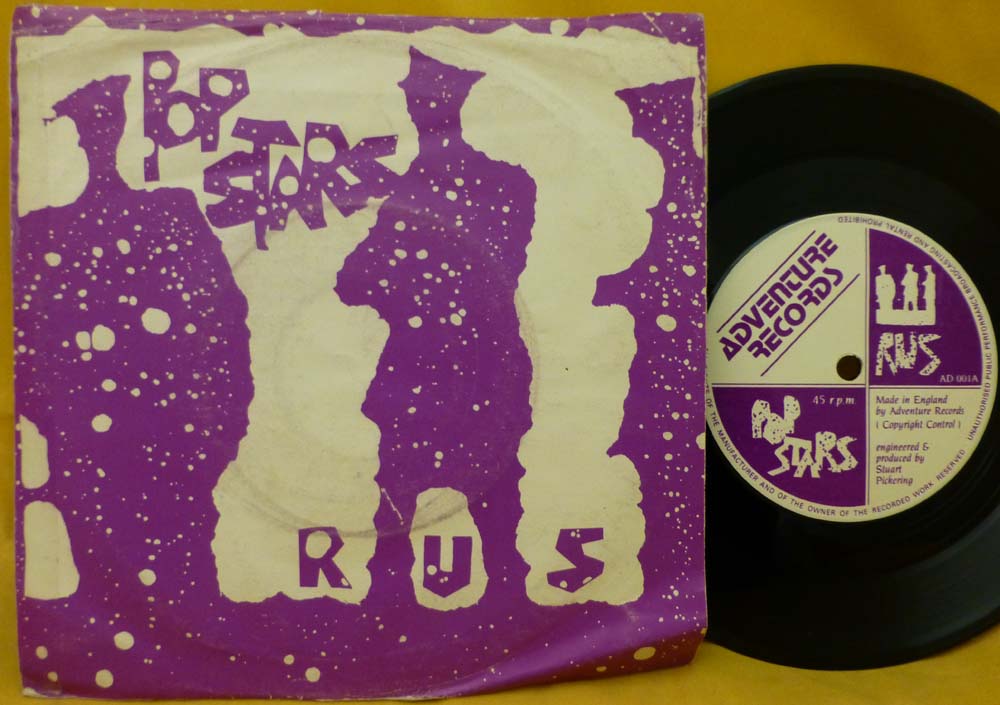 POP
STARS
RUS
ADVENTURE
RECORDS
RUS
AD 001A
POP
STARS
45 r.p.m.
Made in England
by Adventure Records
( Copyright Control )
engineered &
produced by
Stuart
Pickering
OF THE MANUFACTURER AND OF THE OWNER OF THE RECORDED WORK RESERVED UNAUTHORISED PUBLIC PERFORMANCE BROADCASTING AND RENTAL PROHIBITED